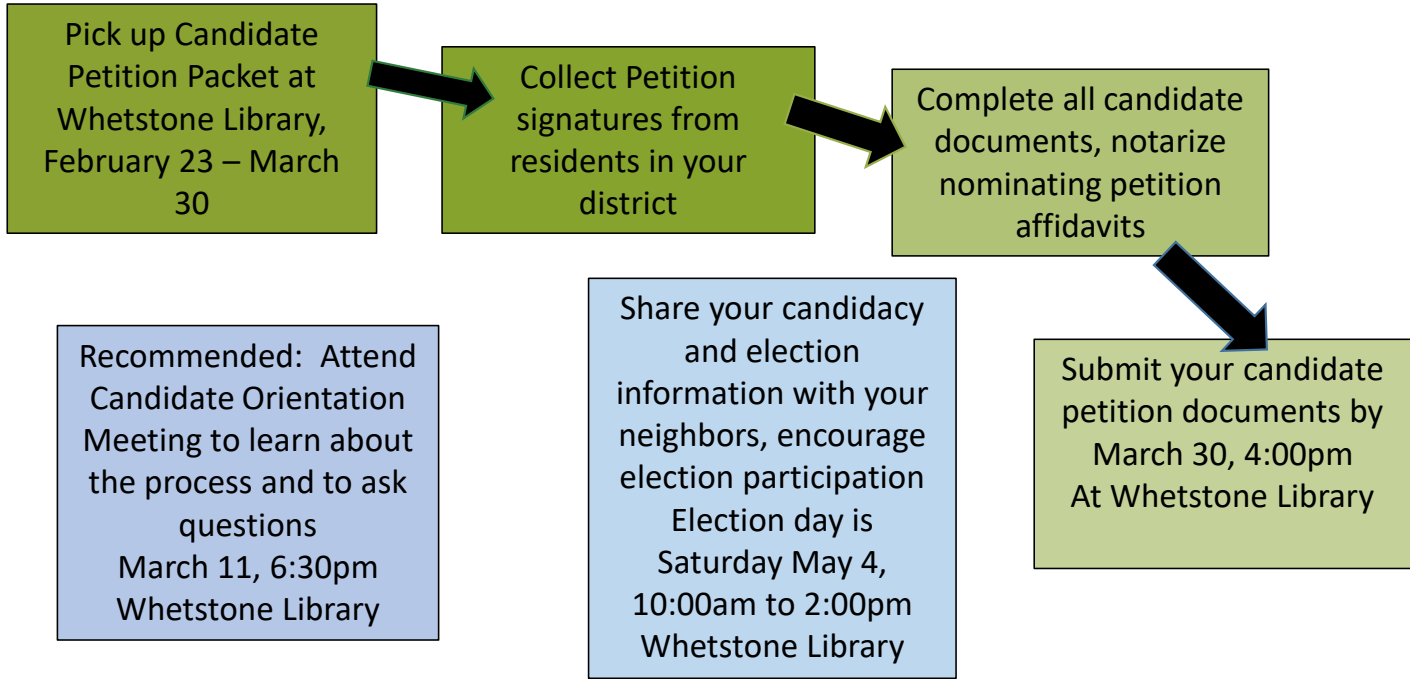 Pick up Candidate
Petition Packet at
Whetstone Library,
February 23 – March
30
Collect Petition
signatures from
residents in your
district
Complete all candidate
documents, notarize
nominating petition
affidavits
Submit your candidate
petition documents by
March 30, 4:00pm
At Whetstone Library
Recommended:  Attend
Candidate Orientation
Meeting to learn about
the process and to ask
questions
March 11, 6:30pm
Whetstone Library
Share your candidacy
and election
information with your
neighbors, encourage
election participation
Election day is
Saturday May 4,
10:00am to 2:00pm
Whetstone Library